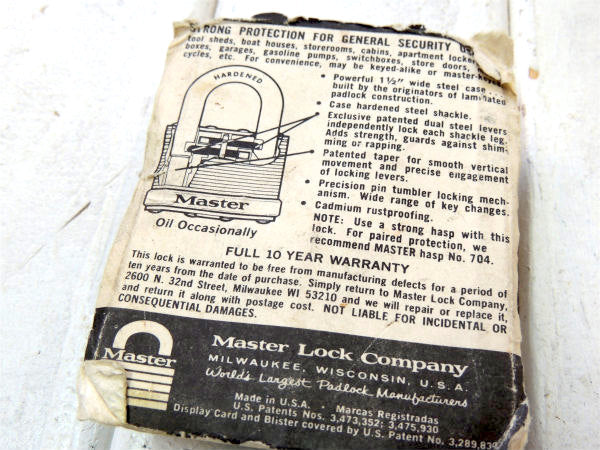 STRONG PROTECTION FOR GENERAL SECURITY
tool sheds, boat houses, storerooms, cabins, apartment
boxes, garages, gasoline pumps, switchboxes, store doors,
cycles, etc. For convenience, may be keyed-alike or master-keyed
HARDENED
Master
Oil Occasionally
• Powerful 1½" wide steel case
built by the originators of laminated
padlock construction.
• Case hardened steel shackle.
• Exclusive patented dual steel levers
independently lock each shackle leg.
Adds strength, guards against shim-
ming or rapping.
• Patented taper for smooth vertical
movement and precise engagement
of locking levers.
• Precision pin tumbler locking mech-
anism. Wide range of key changes.
• Cadmium rustproofing.
NOTE: Use a strong hasp with this
lock. For paired protection, we
recommend MASTER hasp No. 704.
FULL 10 YEAR WARRANTY
This lock is warranted to be free from manufacturing defects for a period of
ten years from the date of purchase. Simply return to Master Lock Company,
2600 N. 32nd Street, Milwaukee WI 53210 and we will repair or replace it,
and return it along with postage cost. NOT LIABLE FOR INCIDENTAL OR
CONSEQUENTIAL DAMAGES.
Master
Master Lock Company
MILWAUKEE, WISCONSIN, U.S.A.
World's Largest Padlock Manufacturers
Made in U.S.A. Marcas Registradas
U.S. Patents Nos. 3,473,352; 3,475,930
Display Card and Blister covered by U.S. Patent No.